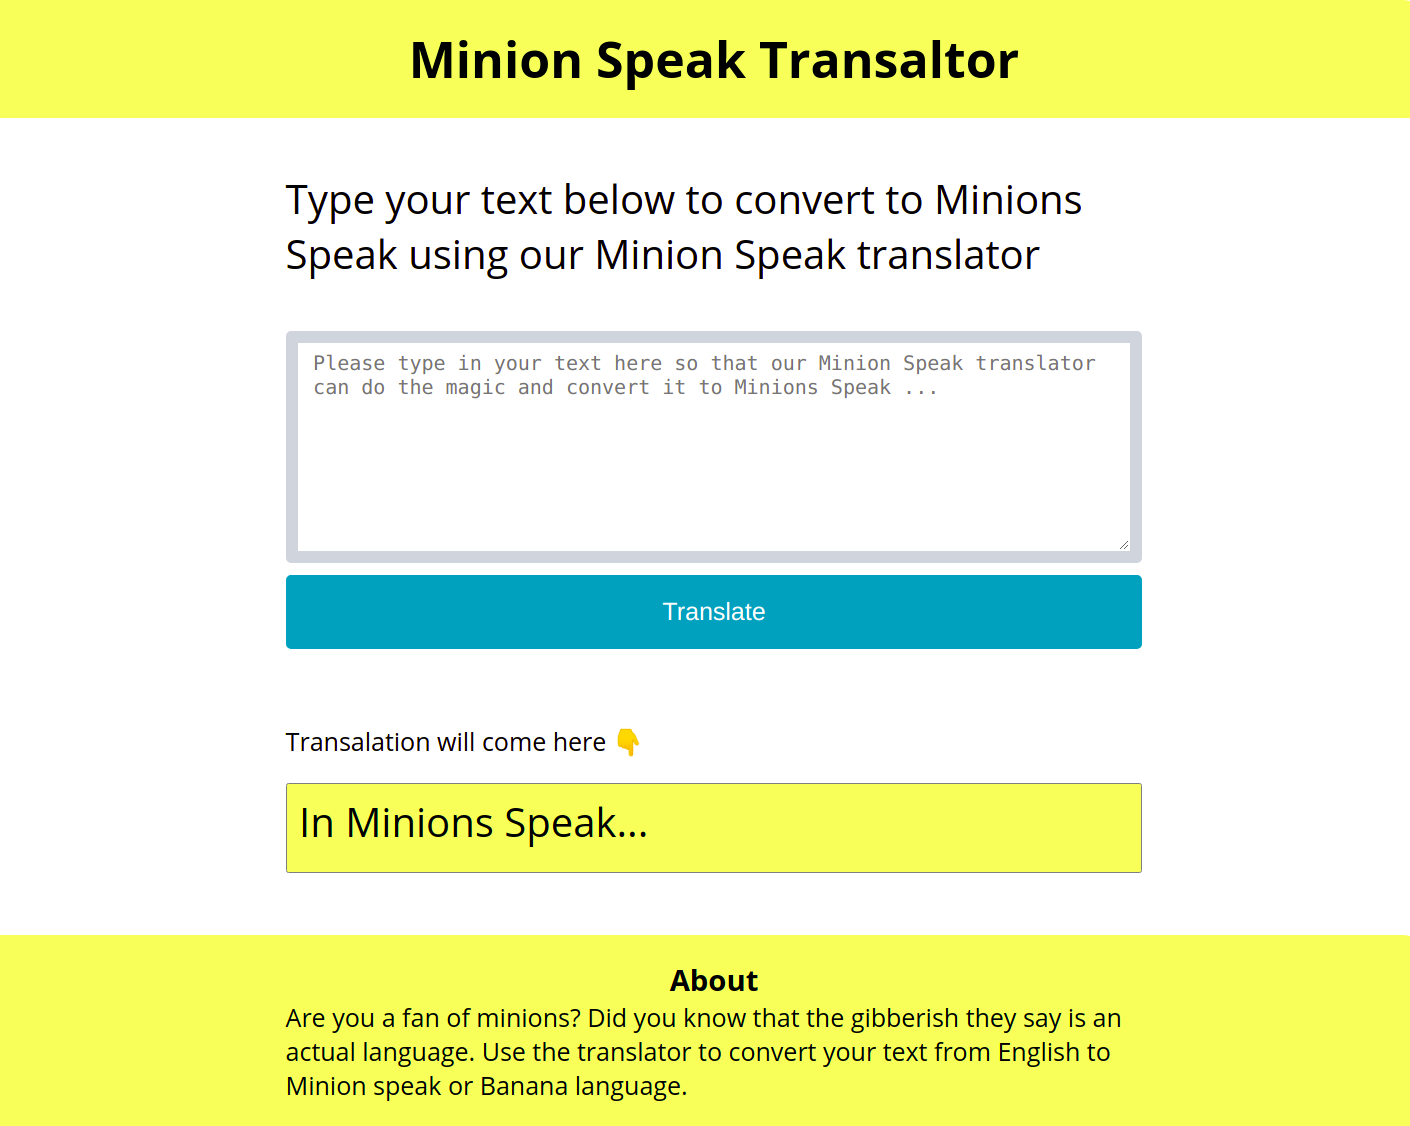 Minion Speak Transaltor
Type your text below to convert to Minions
Speak using our Minion Speak translator
Please type in your text here so that our Minion Speak translator
can do the magic and convert it to Minions Speak ...
Translate
Transalation will come here 👇
In Minions Speak...
About
Are you a fan of minions? Did you know that the gibberish they say is an
actual language. Use the translator to convert your text from English to
Minion speak or Banana language.